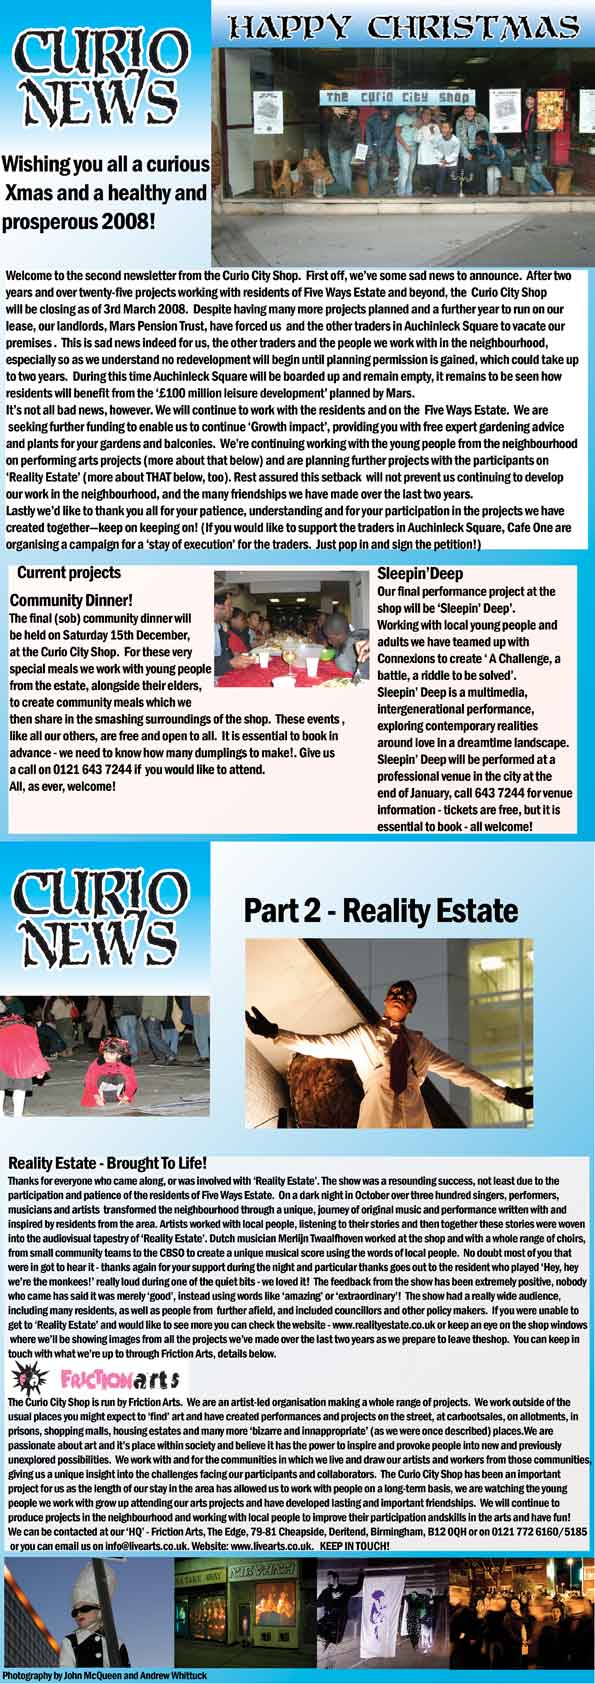 CURIO
NEWS
HAPPY CHRISTMAS
The Curio City Shop
Wishing you all a curious
Xmas and a healthy and
prosperous 2008!
Welcome to the second newsletter from the Curio City Shop. First off, we've some sad news to announce. After two
years and over twenty-five projects working with residents of Five Ways Estate and beyond, the Curio City Shop
will be closing as of 3rd March 2008. Despite having many more projects planned and a further year to run on our
lease, our landlords, Mars Pension Trust, have forced us and the other traders in Auchinleck Square to vacate our
premises . This is sad news indeed for us, the other traders and the people we work with in the neighbourhood,
especially so as we understand no redevelopment will begin until planning permission is gained, which could take up
to two years. During this time Auchinleck Square will be boarded up and remain empty, it remains to be seen how
residents will benefit from the '£100 million leisure development' planned by Mars.
It's not all bad news, however. We will continue to work with the residents and on the Five Ways Estate. We are
seeking further funding to enable us to continue 'Growth impact', providing you with free expert gardening advice
and plants for your gardens and balconies. We're continuing working with the young people from the neighbourhood
on performing arts projects (more about that below) and are planning further projects with the participants on
'Reality Estate' (more about THAT below, too). Rest assured this setback will not prevent us continuing to develop
our work in the neighbourhood, and the many friendships we have made over the last two years.
Lastly we'd like to thank you all for your patience, understanding and for your participation in the projects we have
created together—keep on keeping on! (If you would like to support the traders in Auchinleck Square, Cafe One are
organising a campaign for a 'stay of execution' for the traders. Just pop in and sign the petition!)
Current projects
Community Dinner!
The final (sob) community dinner will
be held on Saturday 15th December,
at the Curio City Shop. For these very
special meals we work with young people
from the estate, alongside their elders,
to create community meals which we
then share in the smashing surroundings of the shop. These events ,
like all our others, are free and open to all. It is essential to book in
advance - we need to know how many dumplings to make!. Give us
a call on 0121 643 7244 if you would like to attend.
All, as ever, welcome!
Sleepin'Deep
Our final performance project at the
shop will be 'Sleepin' Deep'.
Working with local young people and
adults we have teamed up with
Connexions to create ' A Challenge, a
battle, a riddle to be solved'.
Sleepin' Deep is a multimedia,
intergenerational performance,
exploring contemporary realities
around love in a dreamtime landscape.
Sleepin' Deep will be performed at a
professional venue in the city at the
end of January, call 643 7244 for venue
information - tickets are free, but it is
essential to book - all welcome!
CURIO
NEWS
Part 2 - Reality Estate
Reality Estate - Brought To Life!
Thanks for everyone who came along, or was involved with 'Reality Estate'. The show was a resounding success, not least due to the
participation and patience of the residents of Five Ways Estate. On a dark night in October over three hundred singers, performers,
musicians and artists transformed the neighbourhood through a unique, journey of original music and performance written with and
inspired by residents from the area. Artists worked with local people, listening to their stories and then together these stories were woven
into the audiovisual tapestry of 'Reality Estate'. Dutch musician Merlijn Twaalfhoven worked at the shop and with a whole range of choirs,
from small community teams to the CBSO to create a unique musical score using the words of local people. No doubt most of you that
were in got to hear it - thanks again for your support during the night and particular thanks goes out to the resident who played 'Hey, hey
we're the monkees!' really loud during one of the quiet bits - we loved it! The feedback from the show has been extremely positive, nobody
who came has said it was merely 'good', instead using words like 'amazing' or 'extraordinary'! The show had a really wide audience,
including many residents, as well as people from further afield, and included councillors and other policy makers. If you were unable to
get to 'Reality Estate' and would like to see more you can check the website - www.realityestate.co.uk or keep an eye on the shop windows
where we'll be showing images from all the projects we've made over the last two years as we prepare to leave theshop. You can keep in
touch with what we're up to through Friction Arts, details below.
FRICTION arts
The Curio City Shop is run by Friction Arts. We are an artist-led organisation making a whole range of projects. We work outside of the
usual places you might expect to 'find' art and have created performances and projects on the street, at carbootsales, on allotments, in
prisons, shopping malls, housing estates and many more 'bizarre and innappropriate' (as we were once described) places.We are
passionate about art and it's place within society and believe it has the power to inspire and provoke people into new and previously
unexplored possibilities. We work with and for the communities in which we live and draw our artists and workers from those communities,
giving us a unique insight into the challenges facing our participants and collaborators. The Curio City Shop has been an important
project for us as the length of our stay in the area has allowed us to work with people on a long-term basis, we are watching the young
people we work with grow up attending our arts projects and have developed lasting and important friendships. We will continue to
produce projects in the neighbourhood and working with local people to improve their participation andskills in the arts and have fun!
We can be contacted at our 'HQ' - Friction Arts, The Edge, 79-81 Cheapside, Deritend, Birmingham, B12 0QH or on 0121 772 6160/5185
or you can email us on info@livearts.co.uk. Website: www.livearts.co.uk. KEEP IN TOUCH!
NIRVANA
Photography by John McQueen and Andrew Whittuck